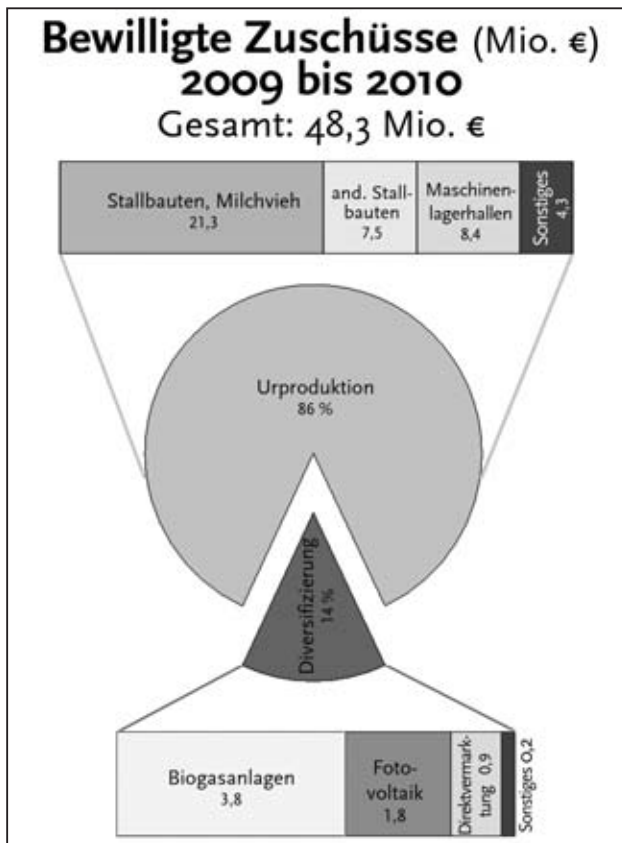 Bewilligte Zuschüsse (Mio. €)
2009 bis 2010
Gesamt: 48,3 Mio. €
Stallbauten, Milchvieh
21,3
and. Stall-
bauten
7,5
Maschinen-
lagerhallen
8,4
Sonstiges
4,3
Urproduktion
86 %
Diversifizierung
14 %
Biogasanlagen
3,8
Foto-
voltaik
1,8
Direktvermark-
tung 0,9
Sonstiges 0,2